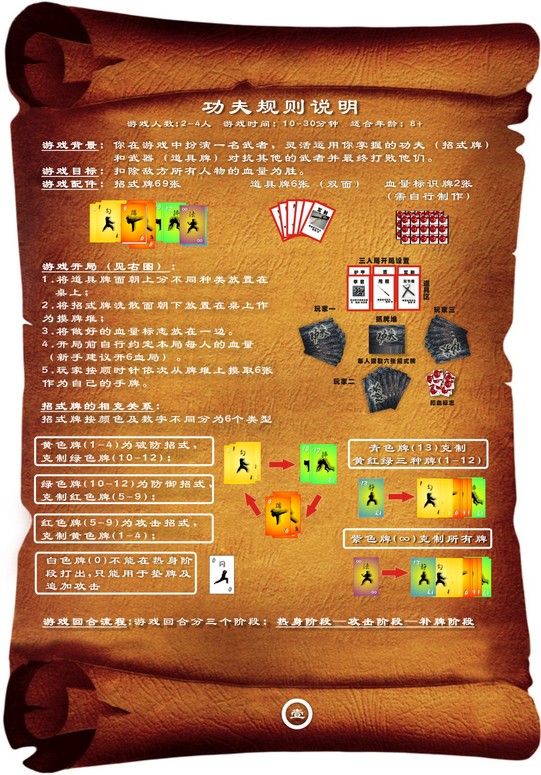 功夫规则说明
游戏人数:2-4人 游戏时间：10-30分钟 适合年龄：8+
游戏背景：你在游戏中扮演一名武者，灵活运用你掌握的功夫（招式牌）
和武器（道具牌）对抗其他的武者并最终打败他们。
游戏目标：扣除敌方所有人物的血量为胜。
游戏配件：招式牌69张 道具牌6张（双面） 血量标识牌2张
（需自行制作）
游戏开局（见右图）：
1.将道具牌面朝上分不同种类放置在
桌上；
2.将招式牌洗散面朝下放置在桌上作
为摸牌堆；
3.将做好的血量标志放在一边。
4.开局前自行约定本局每人的血量
（新手建议开6血局）。
5.玩家按顺时针依次从牌堆上摸取6张
作为自己的手牌。
三人局开局设置
道具区
玩家一
抓牌堆
玩家三
每人摸取六张招式牌
玩家二
扣血标志
招式牌的相克关系：
招式牌按颜色及数字不同分为6个类型
黄色牌(1-4)为破防招式，
克制绿色牌(10-12)；
绿色牌(10-12)为防御招式，
克制红色牌(5-9)；
红色牌(5-9)为攻击招式，
克制黄色牌(1-4)；
白色牌(0)不能在热身阶
段打出,只能用于垫牌及
追加攻击
青色牌(13)克制
黄红绿三种牌(1-12)
紫色牌(∞)克制所有牌
游戏回合流程:游戏回合分三个阶段：热身阶段—攻击阶段—补牌阶段
壹